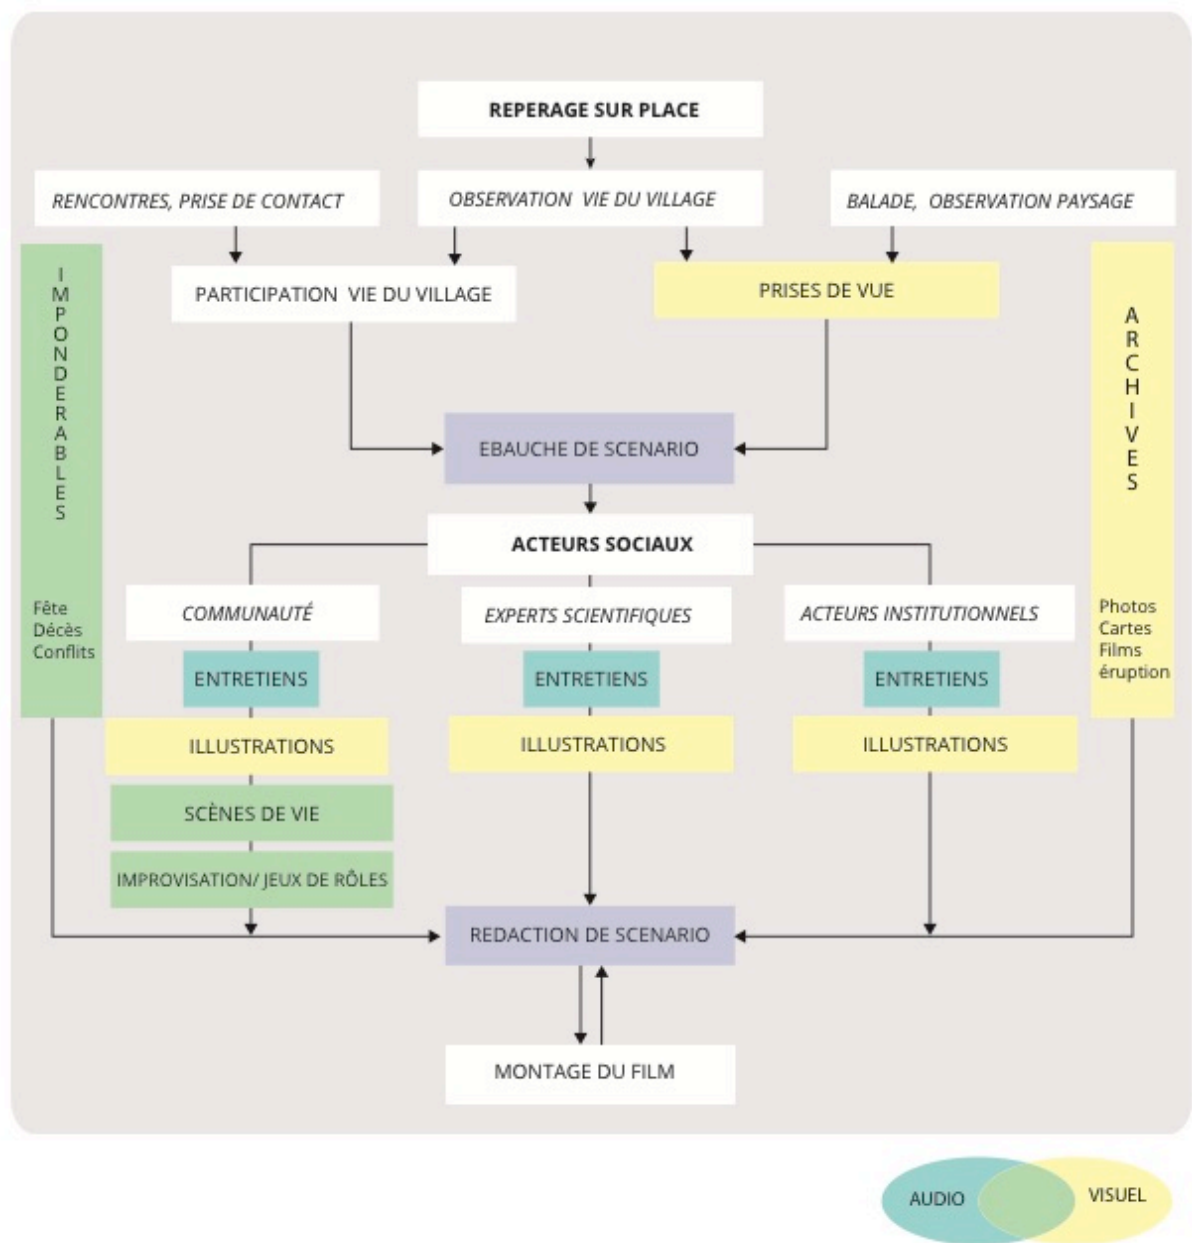 REPERAGE SUR PLACE
RENCONTRES, PRISE DE CONTACT
OBSERVATION VIE DU VILLAGE
BALADE, OBSERVATION PAYSAGE
IMPONDERABLES
Fête
Décès
Conflits
PARTICIPATION VIE DU VILLAGE
PRISES DE VUE
ARCHIVES
Photos
Cartes
Films
éruption
EBAUCHE DE SCENARIO
ACTEURS SOCIAUX
COMMUNAUTÉ
EXPERTS SCIENTIFIQUES
ACTEURS INSTITUTIONNELS
ENTRETIENS
ENTRETIENS
ENTRETIENS
ILLUSTRATIONS
ILLUSTRATIONS
ILLUSTRATIONS
SCÈNES DE VIE
IMPROVISATION/ JEUX DE RÔLES
REDACTION DE SCENARIO
MONTAGE DU FILM
AUDIO
VISUEL